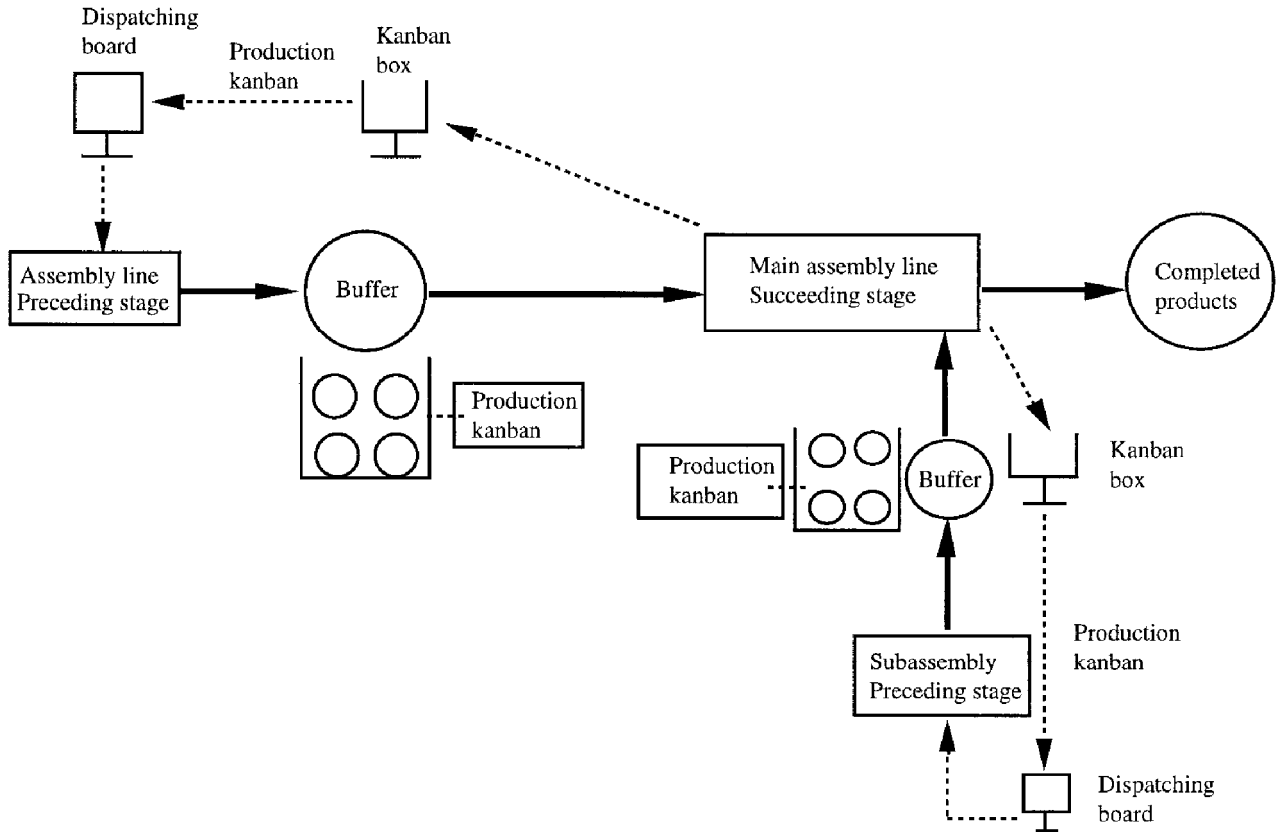 Dispatching
board
Production
kanban
Kanban
box
Assembly line
Preceding stage
Buffer
Main assembly line
Succeeding stage
Completed
products
Production
kanban
Production
kanban
Buffer
Kanban
box
Production
kanban
Subassembly
Preceding stage
Dispatching
board